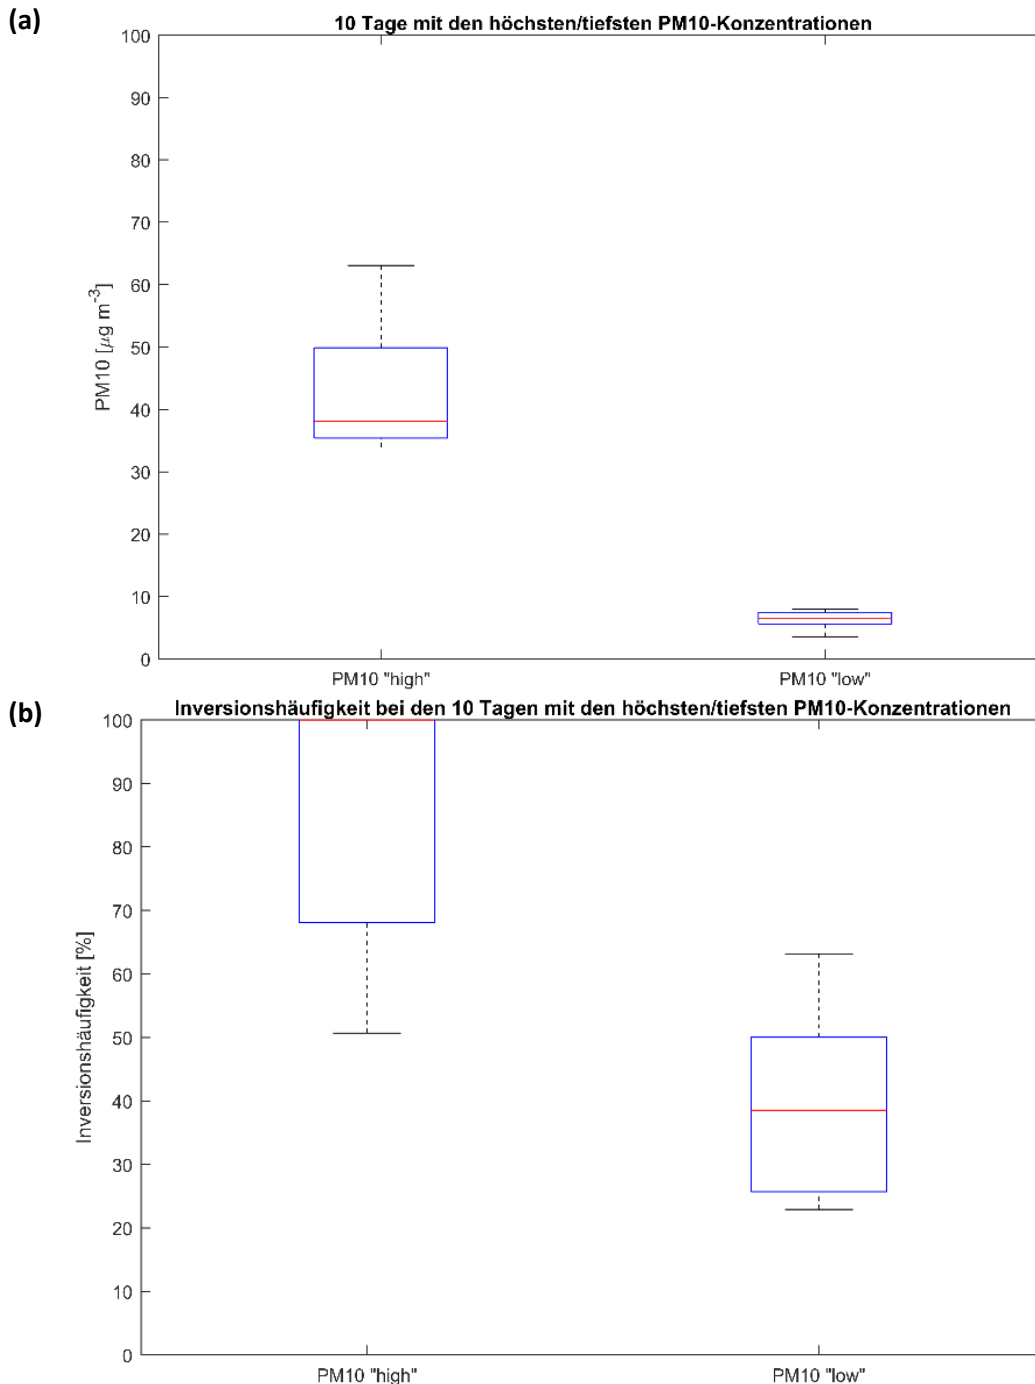 (a)
10 Tage mit den höchsten/tiefsten PM10-Konzentrationen
100
90
80
70
60
50
40
30
20
10
0
PM10 [μg m⁻³]
PM10 "high"
PM10 "low"
(b)
Inversionshäufigkeit bei den 10 Tagen mit den höchsten/tiefsten PM10-Konzentrationen
100
90
80
70
60
50
40
30
20
10
0
Inversionshäufigkeit [%]
PM10 "high"
PM10 "low"